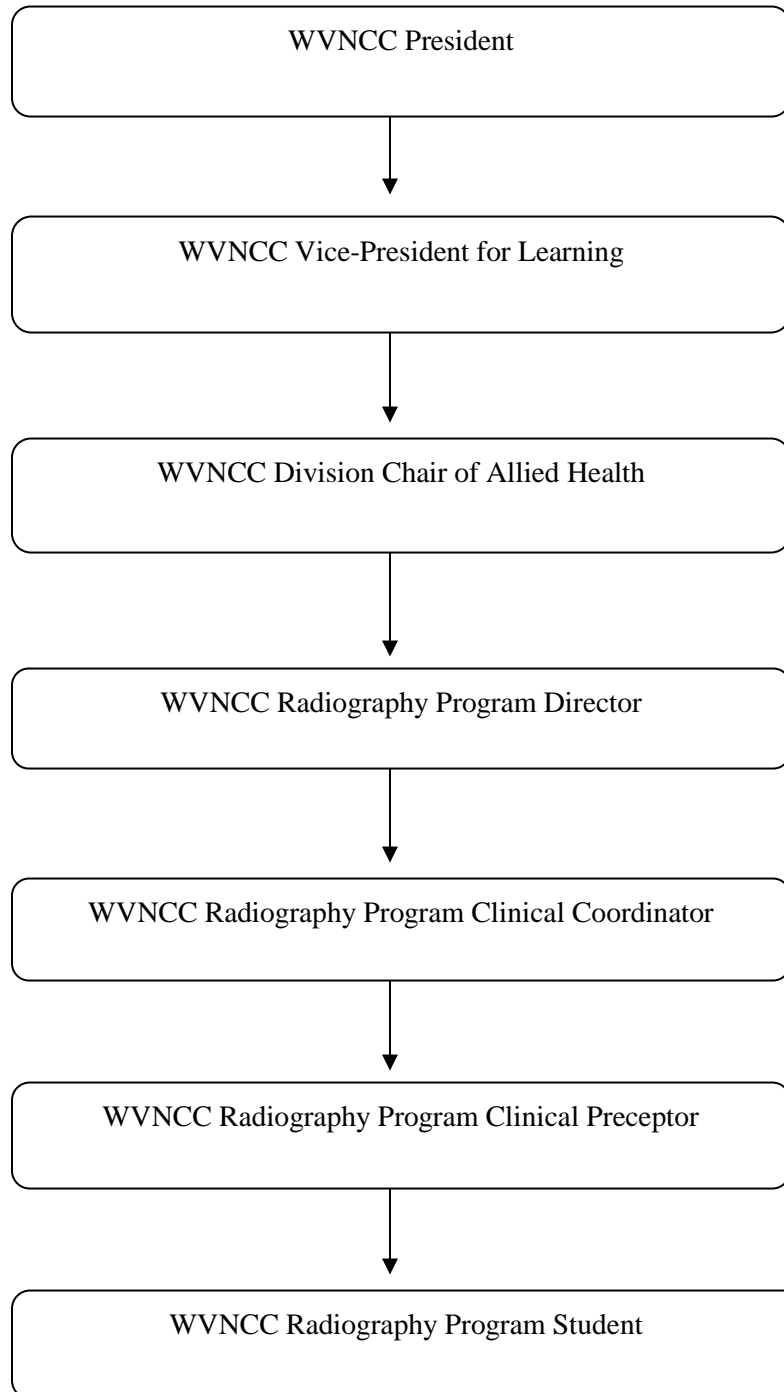 WVNCC President
WVNCC Vice-President for Learning
WVNCC Division Chair of Allied Health
WVNCC Radiography Program Director
WVNCC Radiography Program Clinical Coordinator
WVNCC Radiography Program Clinical Preceptor
WVNCC Radiography Program Student